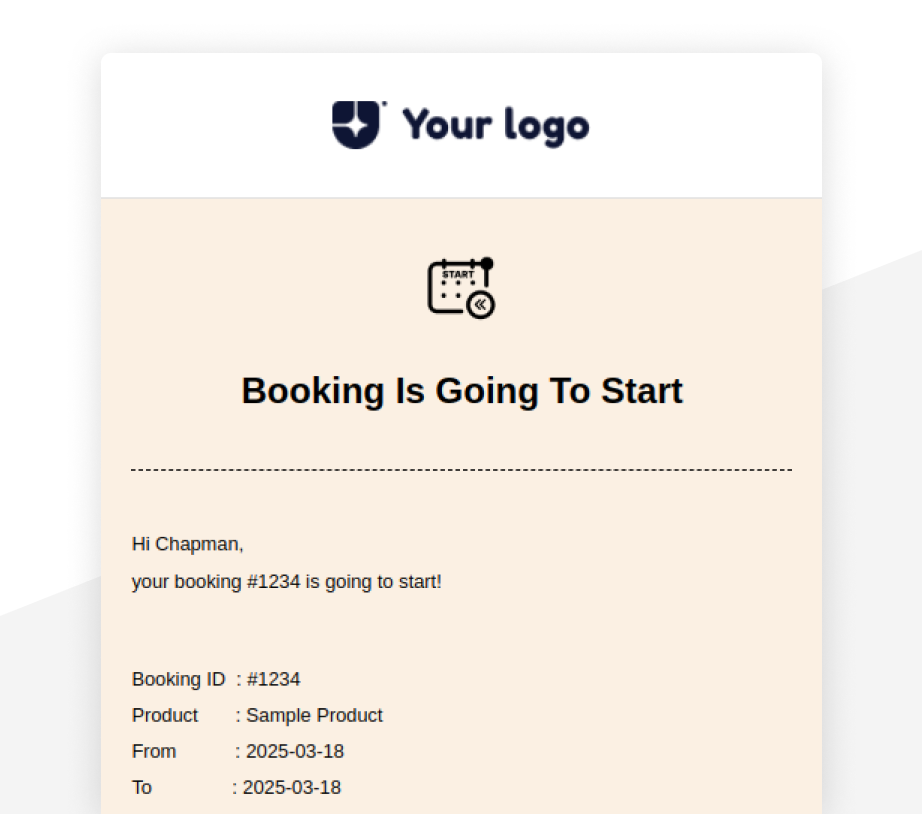 Your logo
START
Booking Is Going To Start
Hi Chapman,
your booking #1234 is going to start!
Booking ID : #1234
Product : Sample Product
From : 2025-03-18
To : 2025-03-18